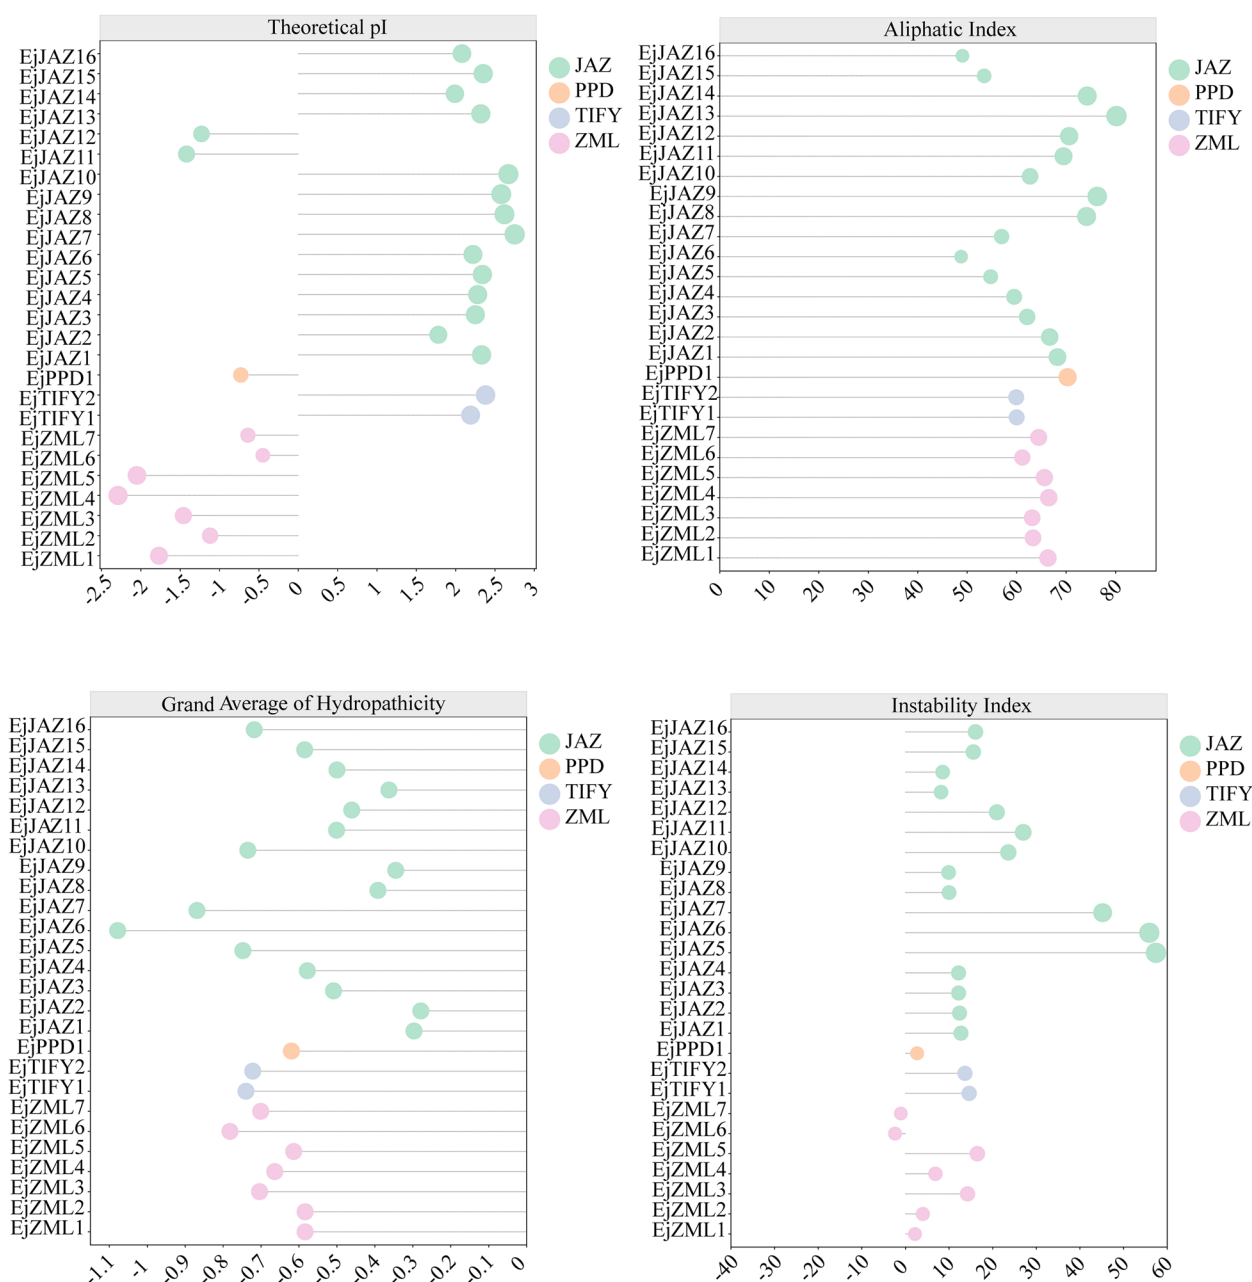 Theoretical pI
EjJAZ16
EjJAZ15
EjJAZ14
EjJAZ13
EjJAZ12
EjJAZ11
EjJAZ10
EjJAZ9
EjJAZ8
EjJAZ7
EjJAZ6
EjJAZ5
EjJAZ4
EjJAZ3
EjJAZ2
EjJAZ1
EjPPD1
EjTIFY2
EjTIFY1
EjZML7
EjZML6
EjZML5
EjZML4
EjZML3
EjZML2
EjZML1
-2.5 -2 -1.5 -1 -0.5 0 0.5 1 1.5 2 2.5 3
JAZ
PPD
TIFY
ZML
Aliphatic Index
EjJAZ16
EjJAZ15
EjJAZ14
EjJAZ13
EjJAZ12
EjJAZ11
EjJAZ10
EjJAZ9
EjJAZ8
EjJAZ7
EjJAZ6
EjJAZ5
EjJAZ4
EjJAZ3
EjJAZ2
EjJAZ1
EjPPD1
EjTIFY2
EjTIFY1
EjZML7
EjZML6
EjZML5
EjZML4
EjZML3
EjZML2
EjZML1
0 10 20 30 40 50 60 70 80
JAZ
PPD
TIFY
ZML
Grand Average of Hydropathicity
EjJAZ16
EjJAZ15
EjJAZ14
EjJAZ13
EjJAZ12
EjJAZ11
EjJAZ10
EjJAZ9
EjJAZ8
EjJAZ7
EjJAZ6
EjJAZ5
EjJAZ4
EjJAZ3
EjJAZ2
EjJAZ1
EjPPD1
EjTIFY2
EjTIFY1
EjZML7
EjZML6
EjZML5
EjZML4
EjZML3
EjZML2
EjZML1
-1.1 -1 -0.9 -0.8 -0.7 -0.6 -0.5 -0.4 -0.3 -0.2 -0.1 0
JAZ
PPD
TIFY
ZML
Instability Index
EjJAZ16
EjJAZ15
EjJAZ14
EjJAZ13
EjJAZ12
EjJAZ11
EjJAZ10
EjJAZ9
EjJAZ8
EjJAZ7
EjJAZ6
EjJAZ5
EjJAZ4
EjJAZ3
EjJAZ2
EjJAZ1
EjPPD1
EjTIFY2
EjTIFY1
EjZML7
EjZML6
EjZML5
EjZML4
EjZML3
EjZML2
EjZML1
-40 -30 -20 -10 0 10 20 30 40 50 60
JAZ
PPD
TIFY
ZML